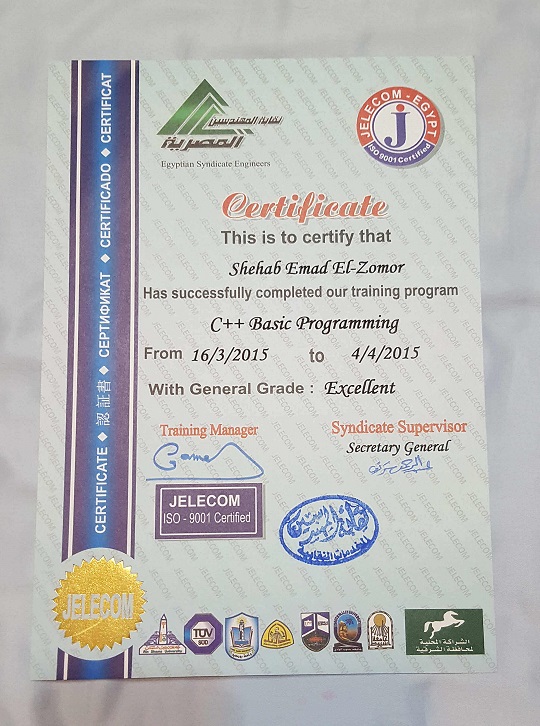 CERTIFICATE ◆ 認証書 ◆ СЕРТИФИКАТ ◆ CERTIFICADO ◆ CERTIFICAT
نقابة المهندسين
المصرية
Egyptian Syndicate Engineers
JELECOM - EGYPT
j
ISO 9001 Certified
Certificate
This is to certify that
Shehab Emad El-Zomor
Has successfully completed our training program
C++ Basic Programming
From 16/3/2015 to 4/4/2015
With General Grade : Excellent
Training Manager
Syndicate Supervisor
Secretary General
JELECOM
ISO - 9001 Certified
JELECOM
TÜV
الشراكة المحلية
لمحافظة الشرقية